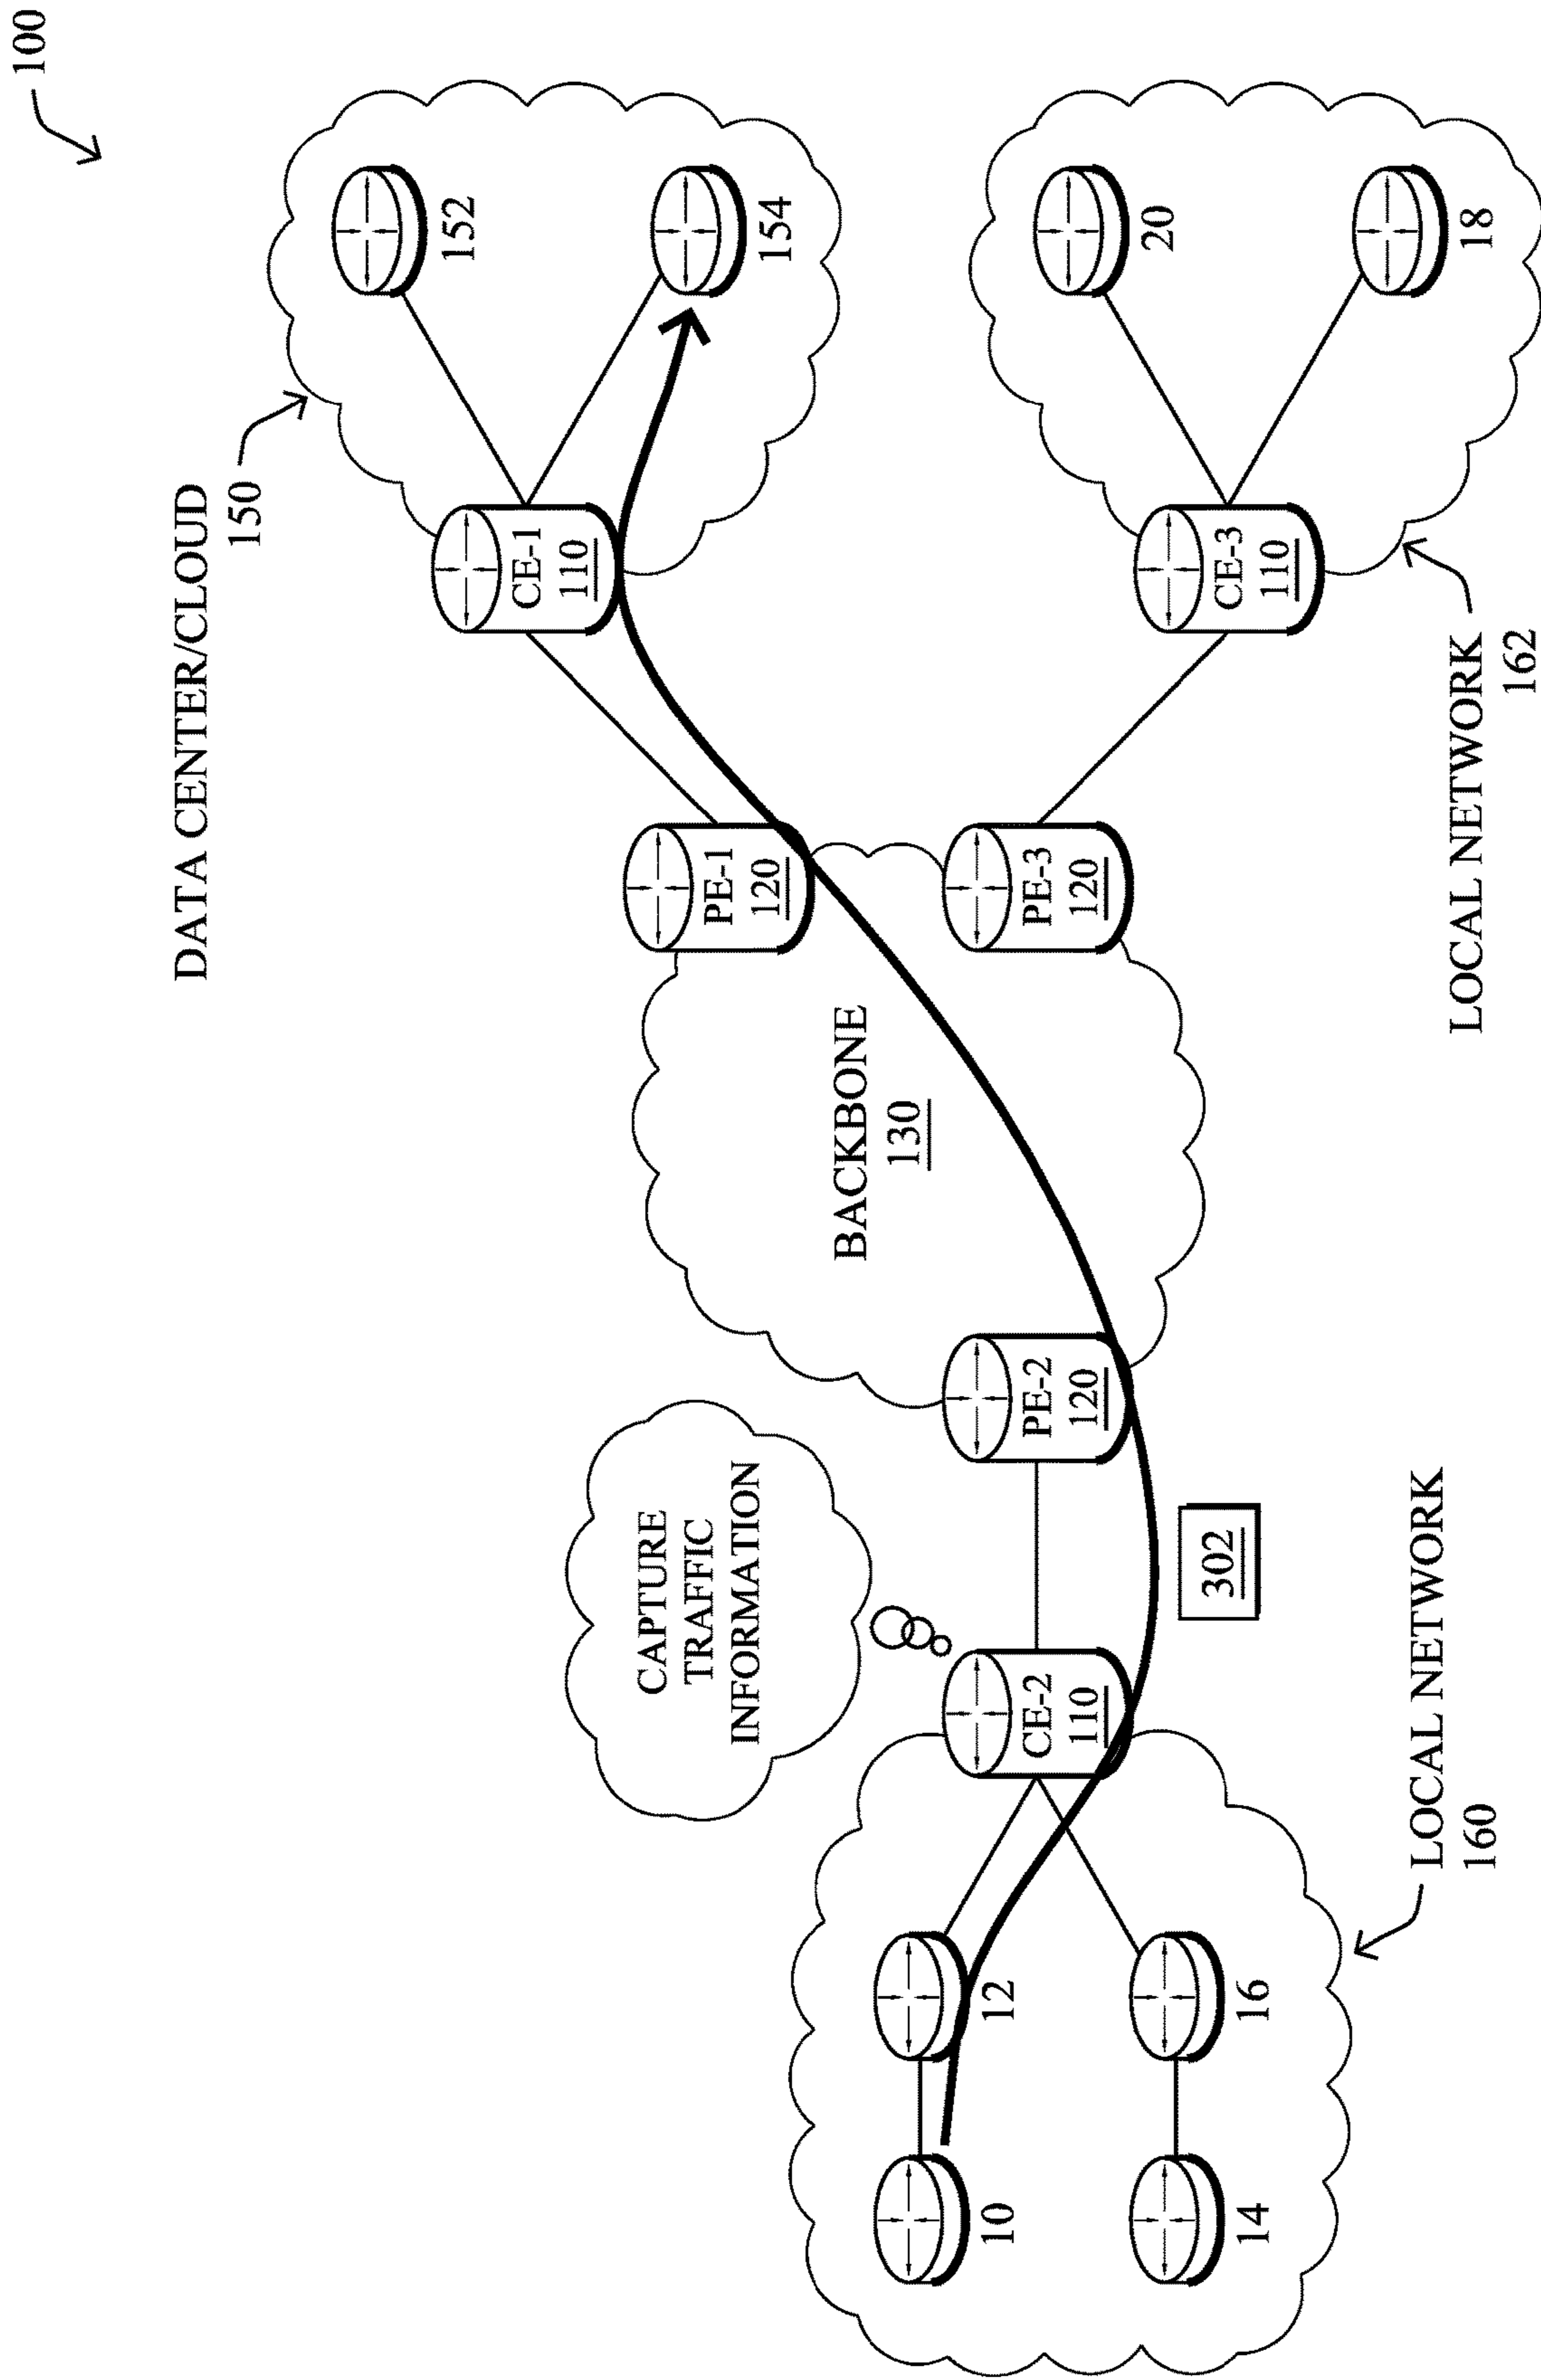 100
DATA CENTER/CLOUD
150
152
154
CE-1
110
PE-1
120
BACKBONE
130
PE-3
120
CE-3
110
20
18
LOCAL NETWORK
162
CAPTURE
TRAFFIC
INFORMATION
PE-2
120
302
CE-2
110
12
10
16
14
LOCAL NETWORK
160